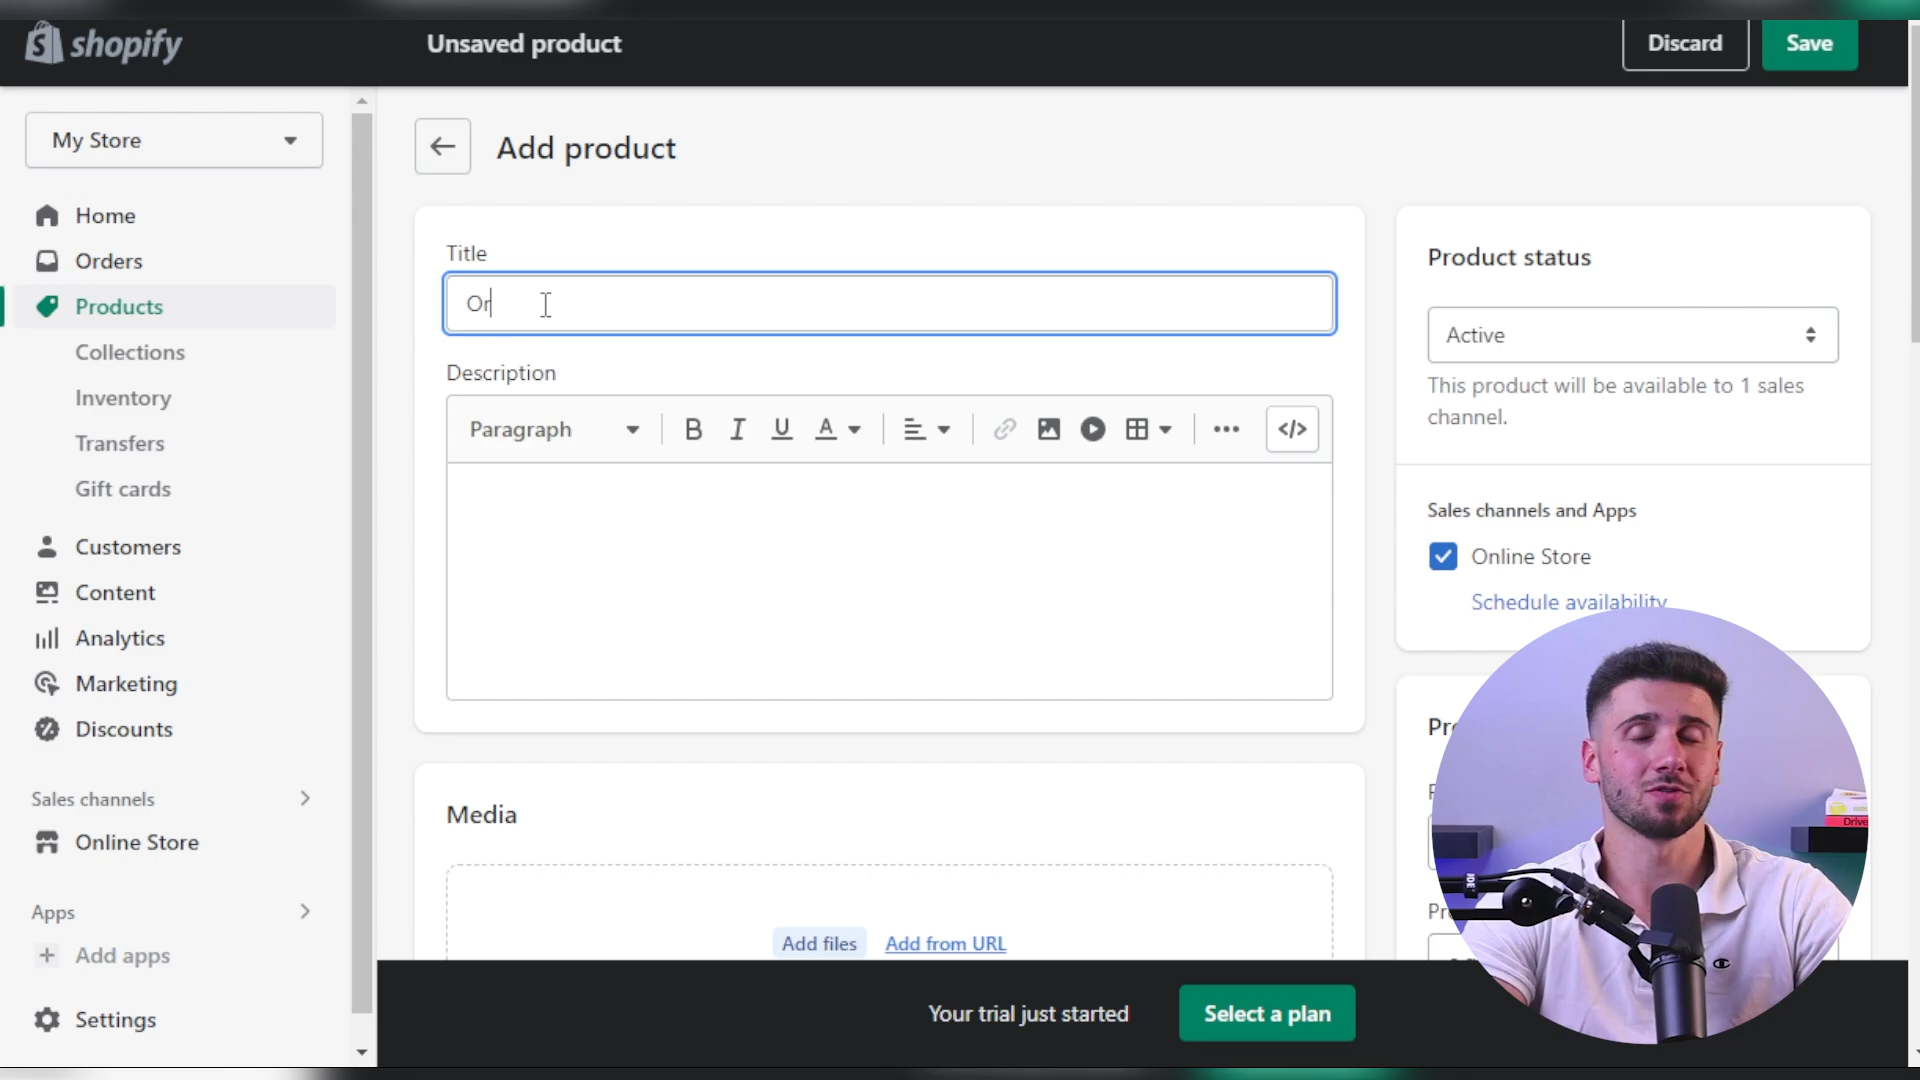 shopify
Unsaved product
Discard
Save
My Store
Home
Orders
Products
Collections
Inventory
Transfers
Gift cards
Customers
Content
Analytics
Marketing
Discounts
Sales channels
Online Store
Apps
Add apps
Settings
Add product
Title
Or
Description
Paragraph
B I U A
</>
Media
Add files Add from URL
Product status
Active
This product will be available to 1 sales
channel.
Sales channels and Apps
Online Store
Schedule availability
Drive
Your trial just started
Select a plan